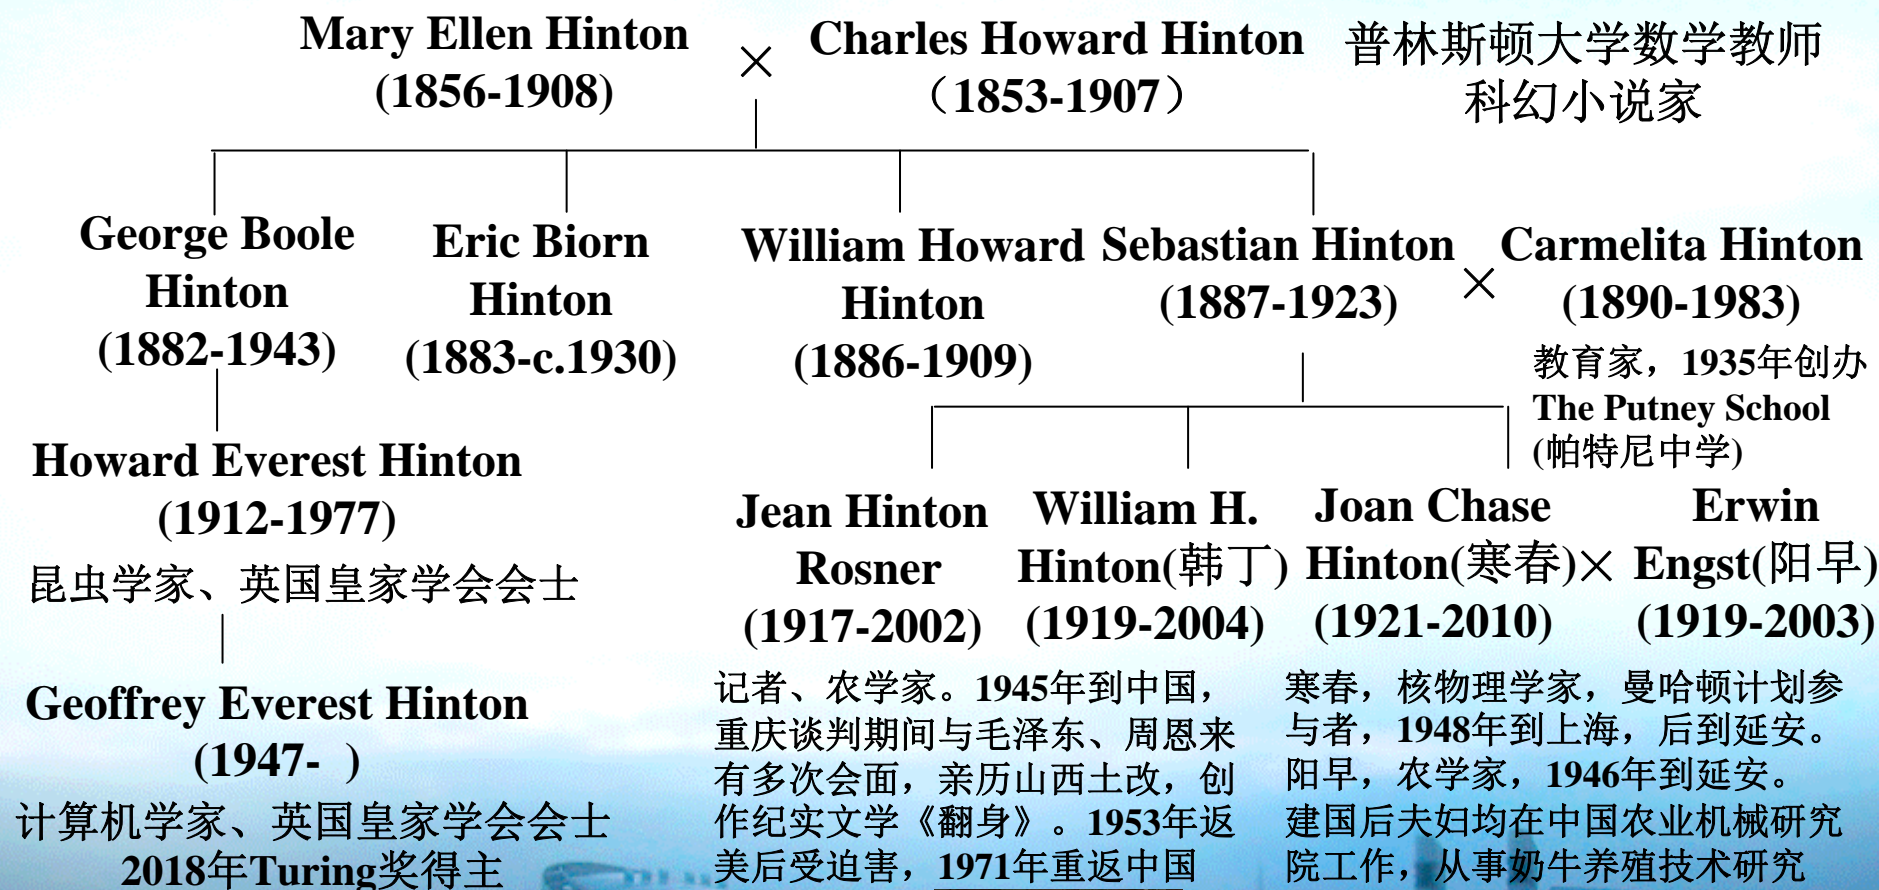 Mary Ellen Hinton
(1856-1908)
×
Charles Howard Hinton
（1853-1907）
普林斯顿大学数学教师
科幻小说家
George Boole
Hinton
(1882-1943)
Eric Biorn
Hinton
(1883-c.1930)
William Howard
Hinton
(1886-1909)
Sebastian Hinton
(1887-1923)
×
Carmelita Hinton
(1890-1983)
教育家，1935年创办
The Putney School
(帕特尼中学)
Howard Everest Hinton
(1912-1977)
昆虫学家、英国皇家学会会士
Jean Hinton
Rosner
(1917-2002)
William H.
Hinton(韩丁)
(1919-2004)
Joan Chase
Hinton(寒春)
(1921-2010)
×
Erwin
Engst(阳早)
(1919-2003)
Geoffrey Everest Hinton
(1947- )
计算机学家、英国皇家学会会士
2018年Turing奖得主
记者、农学家。1945年到中国，
重庆谈判期间与毛泽东、周恩来
有多次会面，亲历山西土改，创
作纪实文学《翻身》。1953年返
美后受迫害，1971年重返中国
寒春，核物理学家，曼哈顿计划参
与者，1948年到上海，后到延安。
阳早，农学家，1946年到延安。
建国后夫妇均在中国农业机械研究
院工作，从事奶牛养殖技术研究